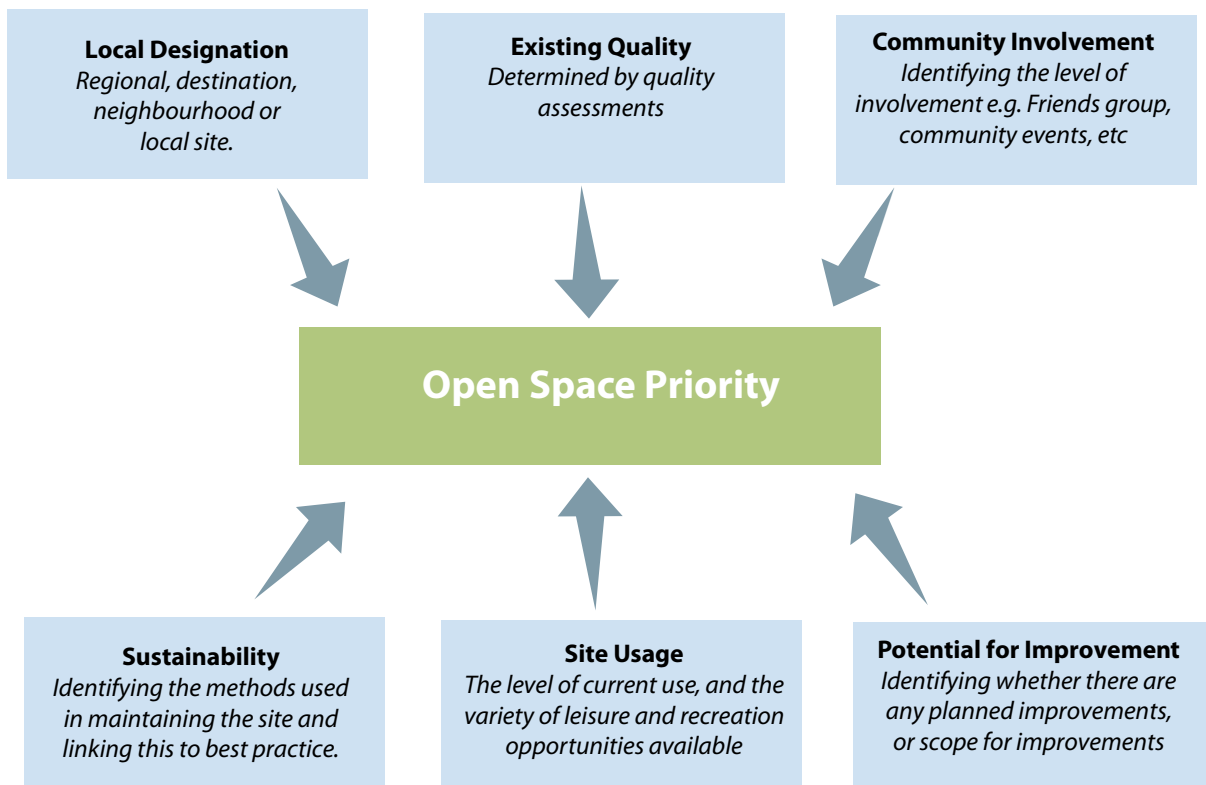 Local Designation
Regional, destination,
neighbourhood or
local site.
Existing Quality
Determined by quality
assessments
Community Involvement
Identifying the level of
involvement e.g. Friends group,
community events, etc
Open Space Priority
Sustainability
Identifying the methods used
in maintaining the site and
linking this to best practice.
Site Usage
The level of current use, and the
variety of leisure and recreation
opportunities available
Potential for Improvement
Identifying whether there are
any planned improvements,
or scope for improvements